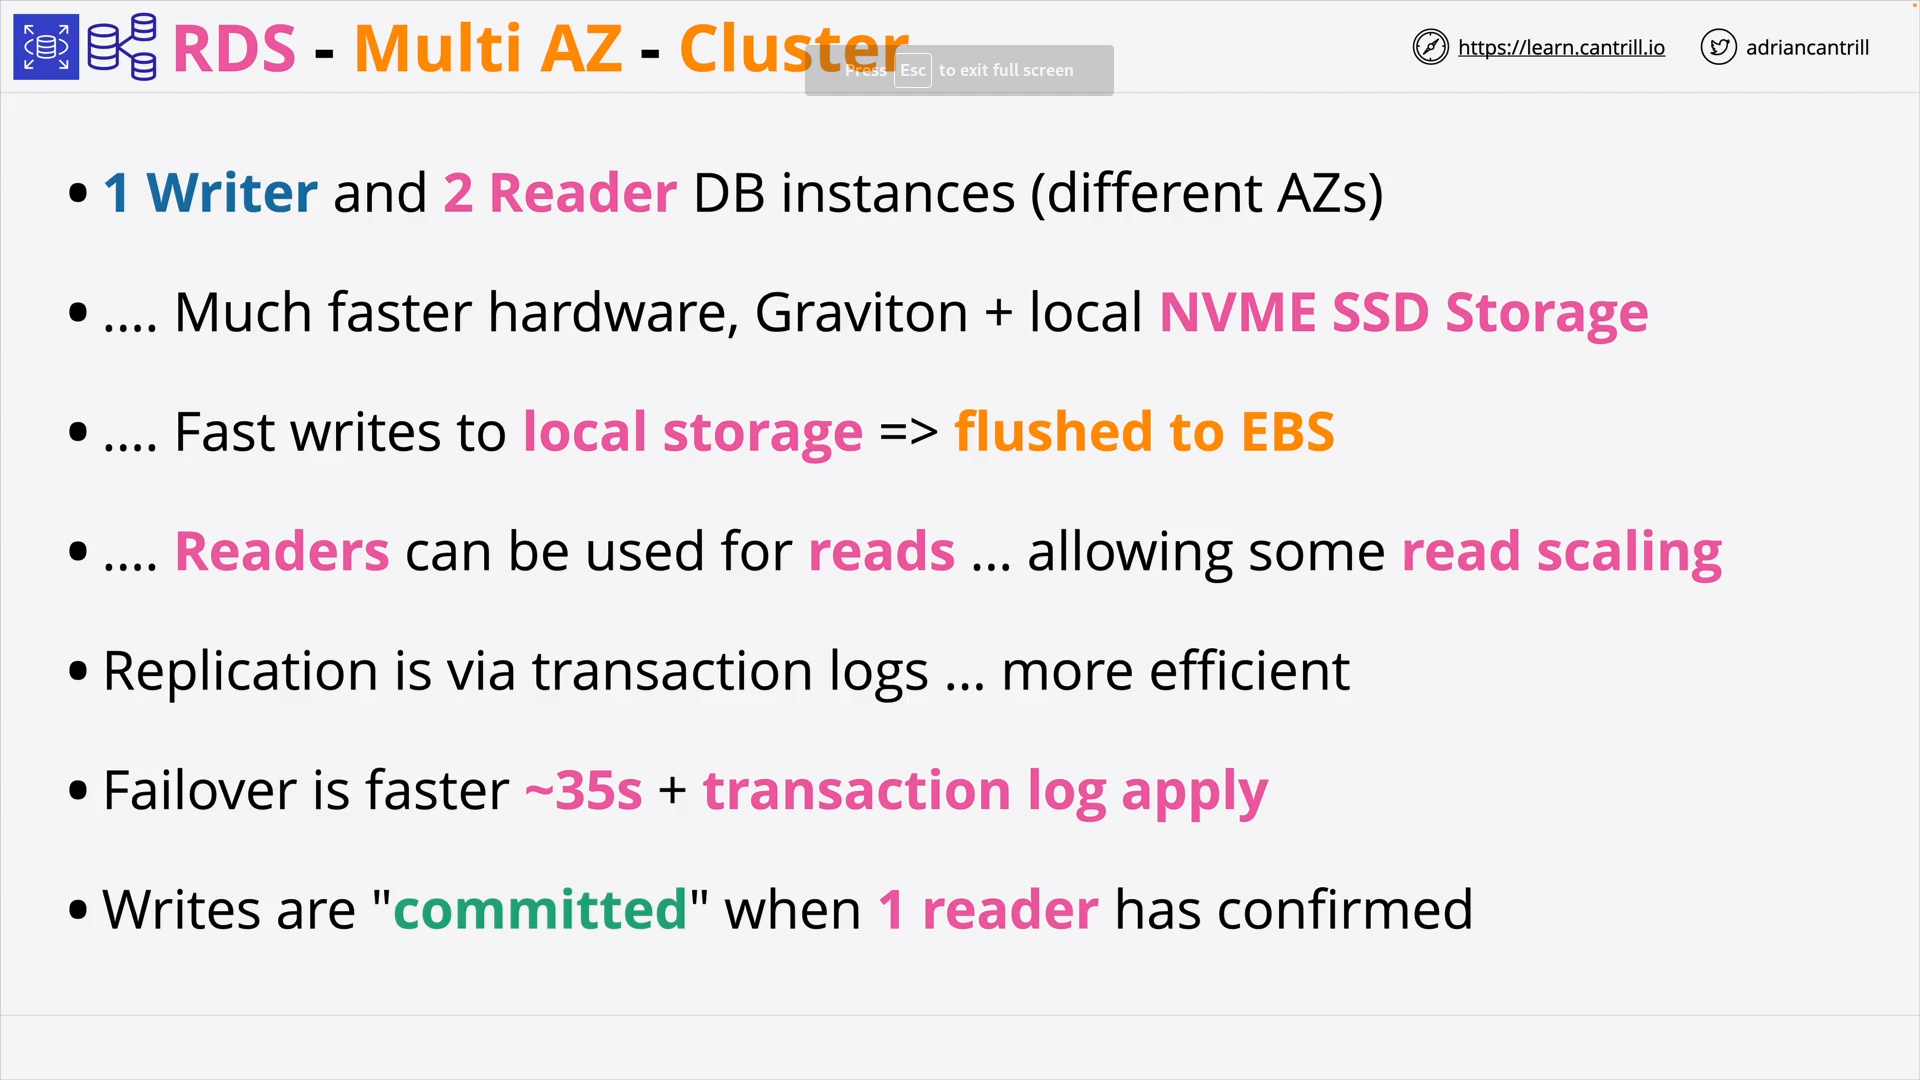 RDS - Multi AZ - Cluster
Press Esc to exit full screen
https://learn.cantrill.io
adriancantrill
• 1 Writer and 2 Reader DB instances (different AZs)
• .... Much faster hardware, Graviton + local NVME SSD Storage
• .... Fast writes to local storage => flushed to EBS
• .... Readers can be used for reads ... allowing some read scaling
• Replication is via transaction logs ... more efficient
• Failover is faster ~35s + transaction log apply
• Writes are "committed" when 1 reader has confirmed